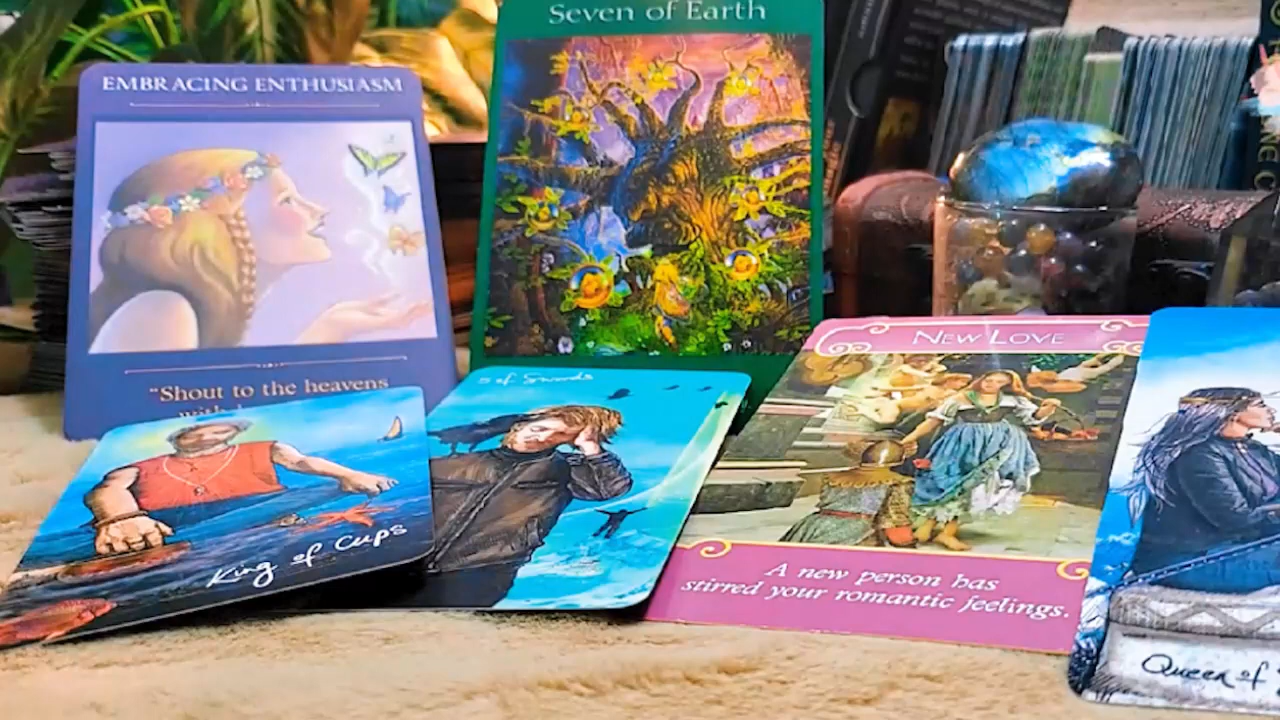 Seven of Earth
EMBRACING ENTHUSIASM
"Shout to the heavens
5 of Swords
King of Cups
NEW LOVE
A new person has
stirred your romantic feelings.
Queen of